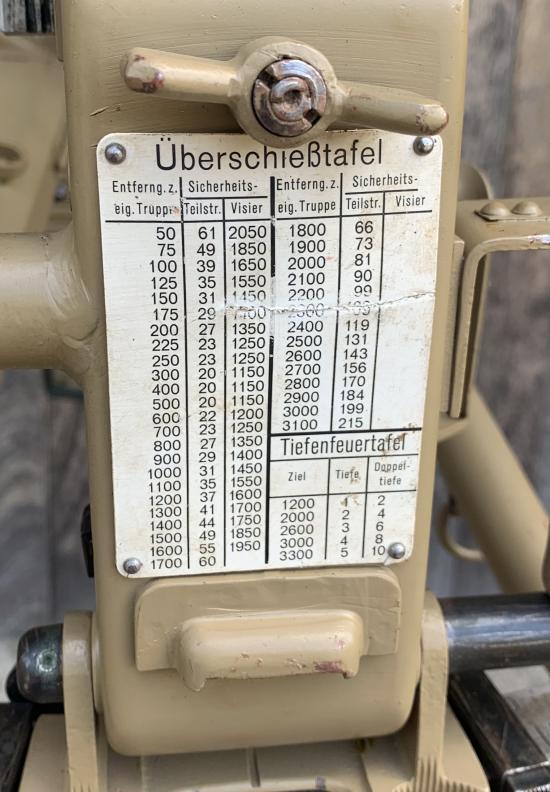 Überschießtafel
Entferng. z. Sicherheits-
eig. Truppe Teilstr. Visier
50 61 2050
75 49 1850
100 39 1650
125 35 1550
150 31 1450
175 29 1400
200 27 1350
225 23 1250
250 23 1250
300 20 1150
400 20 1150
500 20 1150
600 22 1200
700 23 1250
800 27 1350
900 29 1400
1000 31 1450
1100 35 1550
1200 37 1600
1300 41 1700
1400 44 1750
1500 49 1850
1600 55 1950
1700 60
Entferng. z. Sicherheits-
eig. Truppe Teilstr. Visier
1800 66
1900 73
2000 81
2100 90
2200 99
2300 109
2400 119
2500 131
2600 143
2700 156
2800 170
2900 184
3000 199
3100 215
Tiefenfeuertafel
Ziel Tiefe Doppel-
tiefe
1200 1 2
2000 2 4
2600 3 6
3000 4 8
3300 5 10